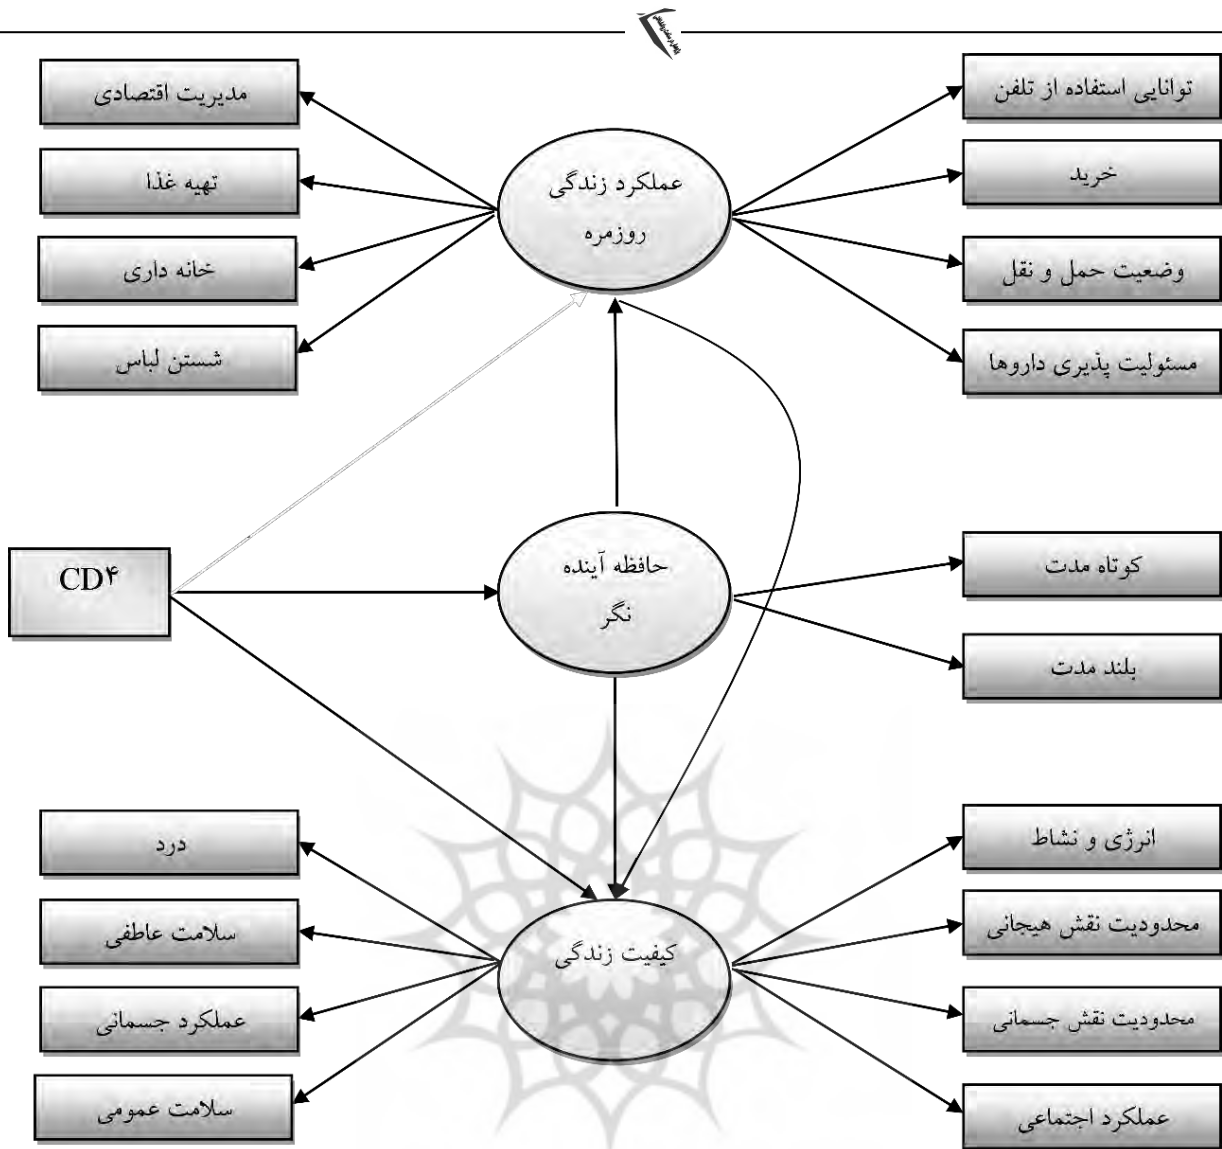 توانایی استفاده از تلفن
مدیریت اقتصادی
خرید
تهیه غذا
عملکرد زندگی
روزمره
وضعیت حمل و نقل
خانه داری
مسئولیت پذیری داروها
شستن لباس
کوتاه مدت
حافظه آینده
نگر
CD۴
بلند مدت
انرژی و نشاط
درد
محدودیت نقش هیجانی
سلامت عاطفی
کیفیت زندگی
محدودیت نقش جسمانی
عملکرد جسمانی
عملکرد اجتماعی
سلامت عمومی